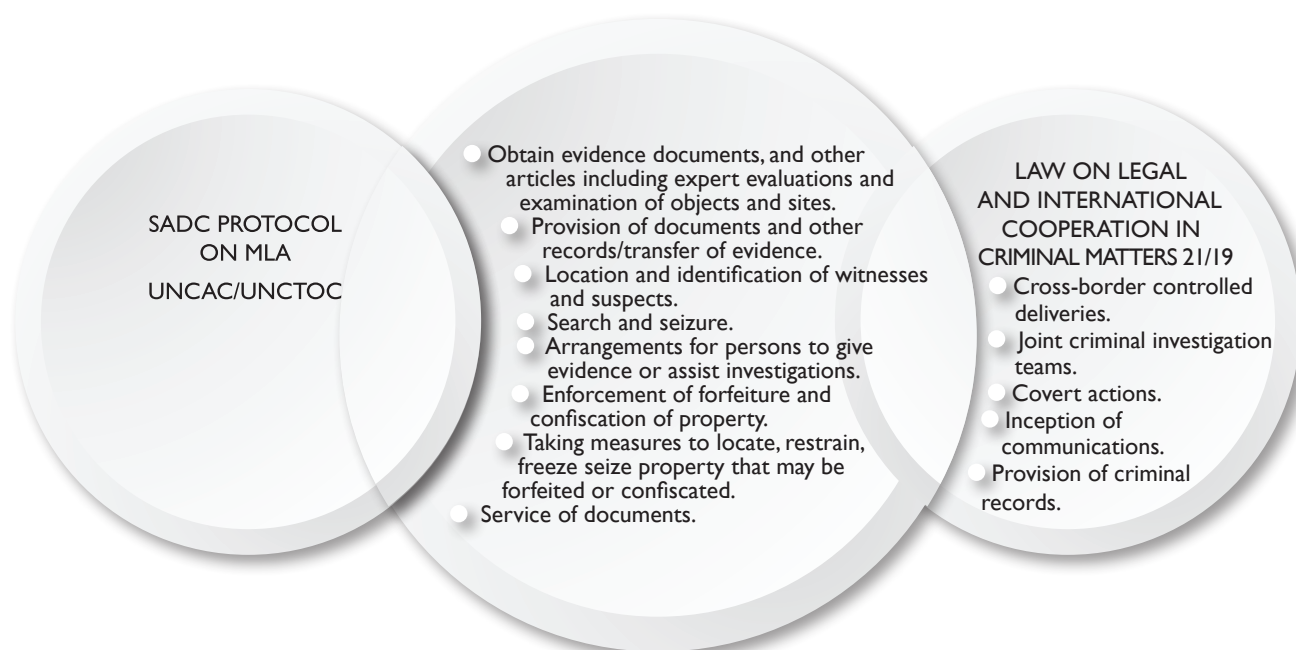 SADC PROTOCOL
ON MLA
UNCAC/UNCTOC
Obtain evidence documents, and other
articles including expert evaluations and
examination of objects and sites.
Provision of documents and other
records/transfer of evidence.
Location and identification of witnesses
and suspects.
Search and seizure.
Arrangements for persons to give
evidence or assist investigations.
Enforcement of forfeiture and
confiscation of property.
Taking measures to locate, restrain,
freeze seize property that may be
forfeited or confiscated.
Service of documents.
LAW ON LEGAL
AND INTERNATIONAL
COOPERATION IN
CRIMINAL MATTERS 21/19
Cross-border controlled
deliveries.
Joint criminal investigation
teams.
Covert actions.
Inception of
communications.
Provision of criminal
records.